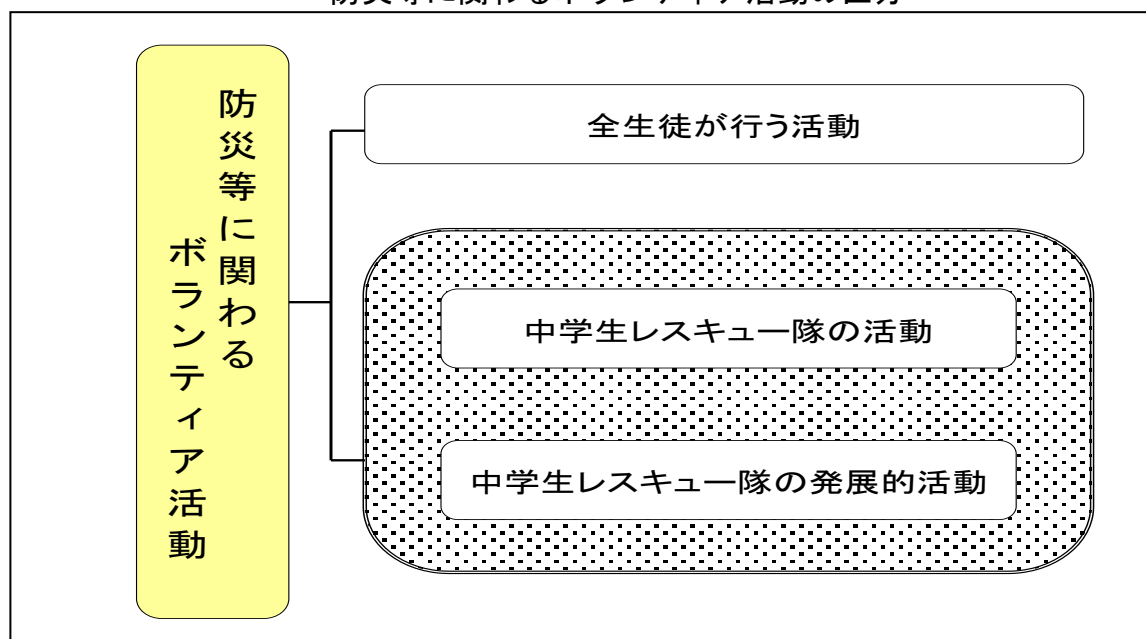 防災等に関わる
ボランティア活動
全生徒が行う活動
中学生レスキュー隊の活動
中学生レスキュー隊の発展的活動